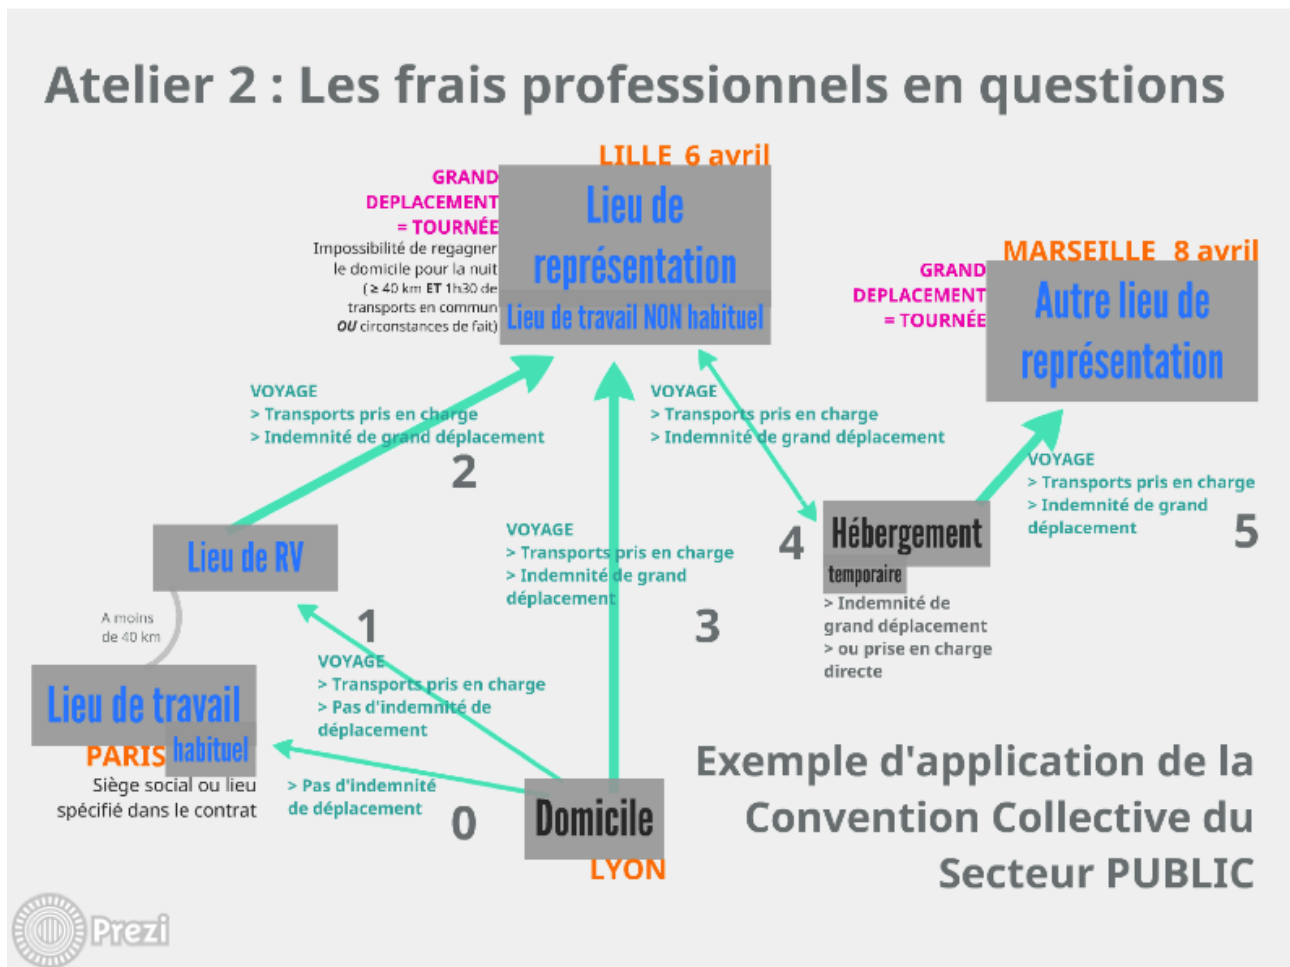 Atelier 2 : Les frais professionnels en questions
LILLE 6 avril
GRAND
DEPLACEMENT
= TOURNÉE
Impossibilité de regagner
le domicile pour la nuit
( ≥ 40 km ET 1h30 de
transports en commun
OU circonstances de fait)
Lieu de
représentation
Lieu de travail NON habituel
MARSEILLE 8 avril
GRAND
DEPLACEMENT
= TOURNÉE
Autre lieu de
représentation
VOYAGE
> Transports pris en charge
> Indemnité de grand déplacement
2
VOYAGE
> Transports pris en charge
> Indemnité de grand déplacement
4
VOYAGE
> Transports pris en charge
> Indemnité de grand
déplacement
5
Lieu de RV
VOYAGE
> Transports pris en charge
> Indemnité de grand
déplacement
3
Hébergement
temporaire
> Indemnité de
grand déplacement
> ou prise en charge
directe
A moins
de 40 km
1
VOYAGE
> Transports pris en charge
> Pas d'indemnité de
déplacement
Lieu de travail
habituel
PARIS
Siège social ou lieu
spécifié dans le contrat
> Pas d'indemnité
de déplacement
0
Domicile
LYON
Exemple d'application de la
Convention Collective du
Secteur PUBLIC
Prezi